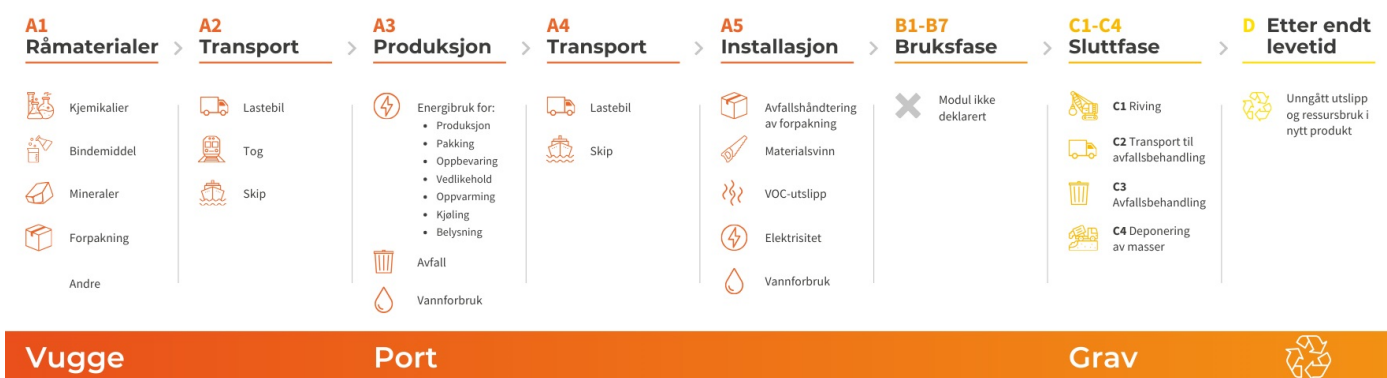 A1
Råmaterialer
Kjemikalier
Bindemiddel
Mineraler
Forpakning
Andre
A2
Transport
Lastebil
Tog
Skip
A3
Produksjon
Energibruk for:
• Produksjon
• Pakking
• Oppbevaring
• Vedlikehold
• Oppvarming
• Kjøling
• Belysning
Avfall
Vannforbruk
A4
Transport
Lastebil
Skip
A5
Installasjon
Avfallshåndtering
av forpakning
Materialsvinn
VOC-utslipp
Elektrisitet
Vannforbruk
B1-B7
Bruksfase
Modul ikke
deklarert
C1-C4
Sluttfase
C1 Riving
C2 Transport til
avfallsbehandling
C3
Avfallsbehandling
C4 Deponering
av masser
D Etter endt
levetid
Unngått utslipp
og ressursbruk i
nytt produkt
Vugge
Port
Grav